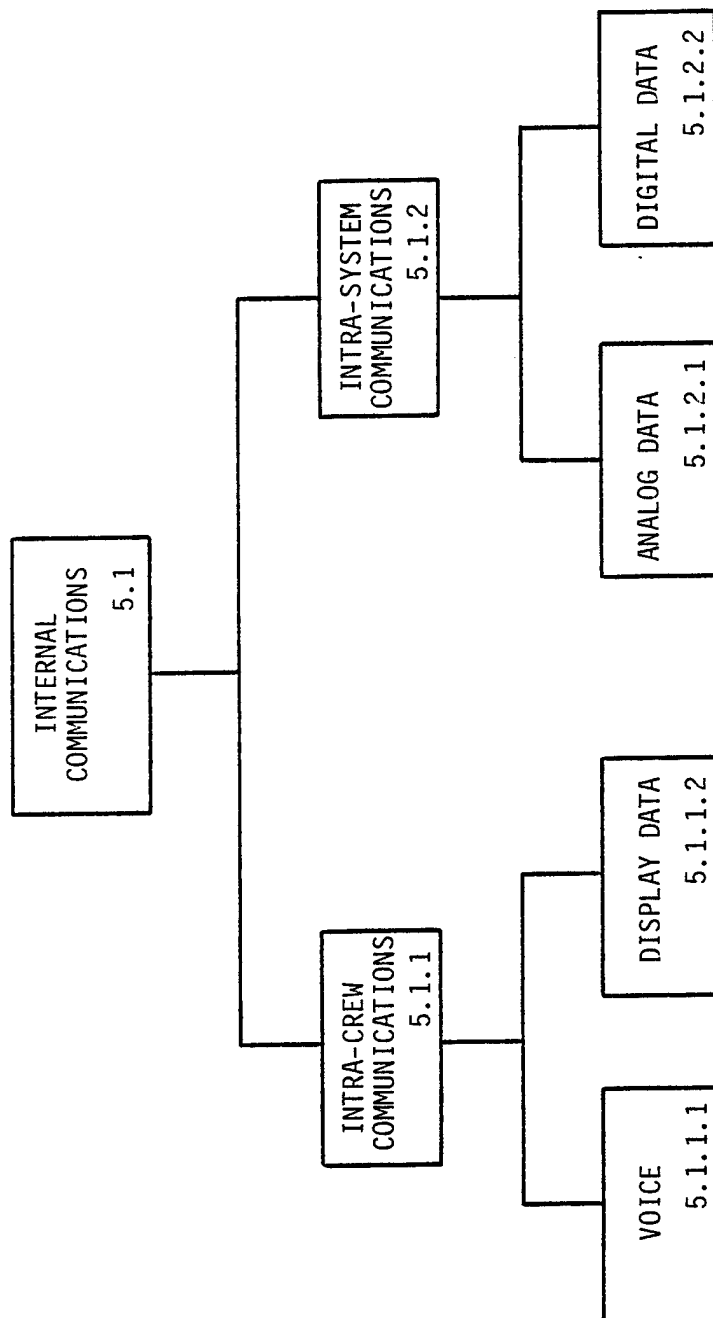 INTERNAL
COMMUNICATIONS
5.1
INTRA-CREW
COMMUNICATIONS
5.1.1
INTRA-SYSTEM
COMMUNICATIONS
5.1.2
VOICE
5.1.1.1
DISPLAY DATA
5.1.1.2
ANALOG DATA
5.1.2.1
DIGITAL DATA
5.1.2.2